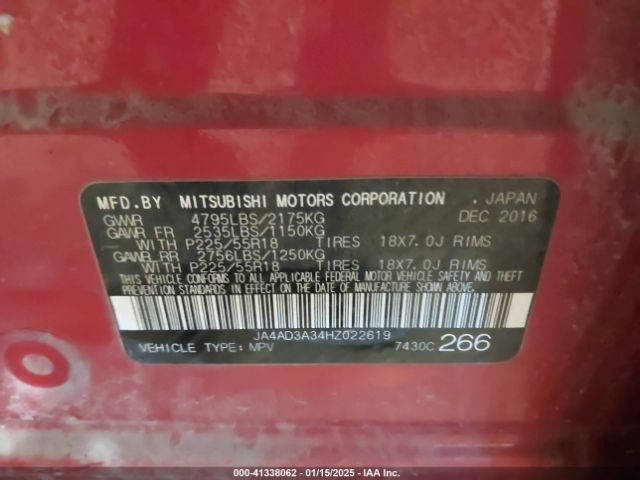 MFD.BY MITSUBISHI MOTORS CORPORATION . JAPAN
GVWR 4795LBS/2175KG DEC 2016
GAWR FR 2535LBS/1150KG
WITH P225/55R18 TIRES 18X7.0J RIMS
GAWR RR 2756LBS/1250KG
WITH P225/55R18 TIRES 18X7.0J RIMS
THIS VEHICLE CONFORMS TO ALL APPLICABLE FEDERAL MOTOR VEHICLE SAFETY AND THEFT
PREVENTION STANDARDS IN EFFECT ON THE DATE OF MANUFACTURE SHOWN ABOVE.
JA4AD3A34HZ022619
VEHICLE TYPE: MPV 7430C 266
000-41338062 - 01/15/2025 - IAA Inc.